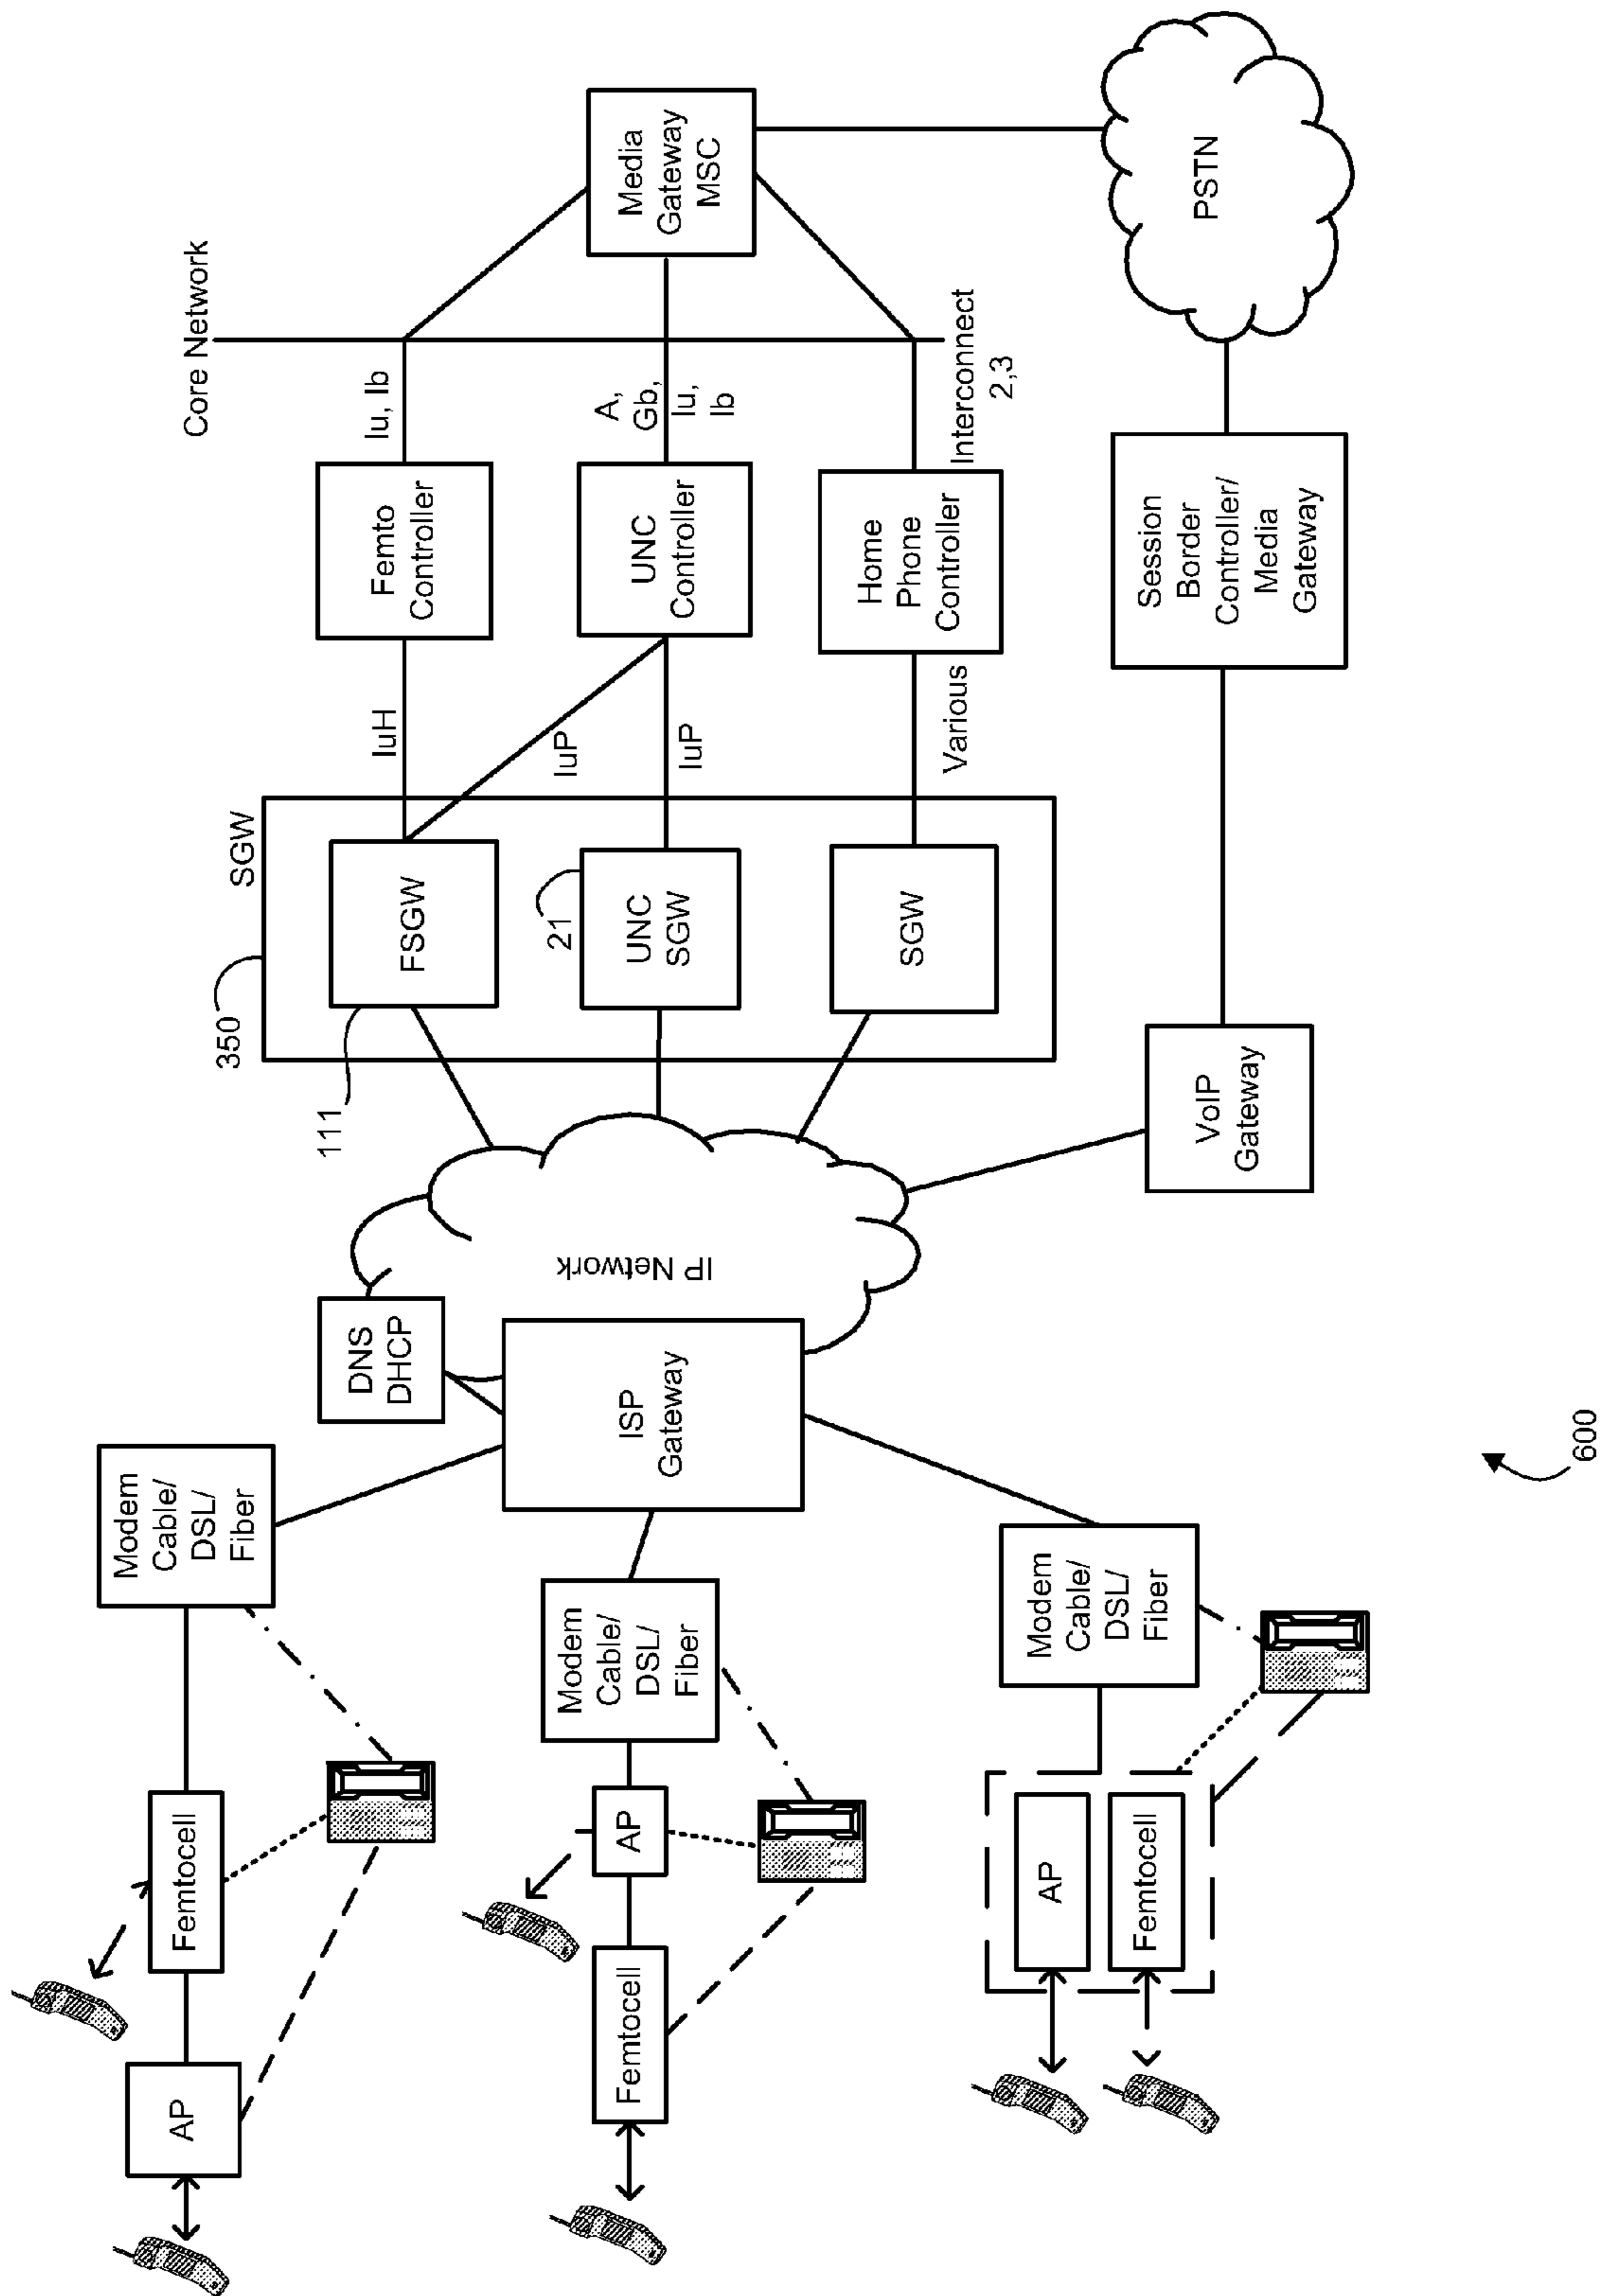 Modem
Cable/
DSL/
Fiber
AP
Femtocell
DNS
DHCP
350
SGW
111
FSGW
IuH
Femto
Controller
Iu, Ib
Core Network
Femtocell
AP
Modem
Cable/
DSL/
Fiber
ISP
Gateway
IP Network
21
UNC
SGW
IuP
IuP
UNC
Controller
A,
Gb,
Iu,
Ib
Media
Gateway
MSC
AP
Femtocell
Modem
Cable/
DSL/
Fiber
SGW
Various
Home
Phone
Controller
Interconnect
2,3
VoIP
Gateway
Session
Border
Controller/
Media
Gateway
PSTN
600